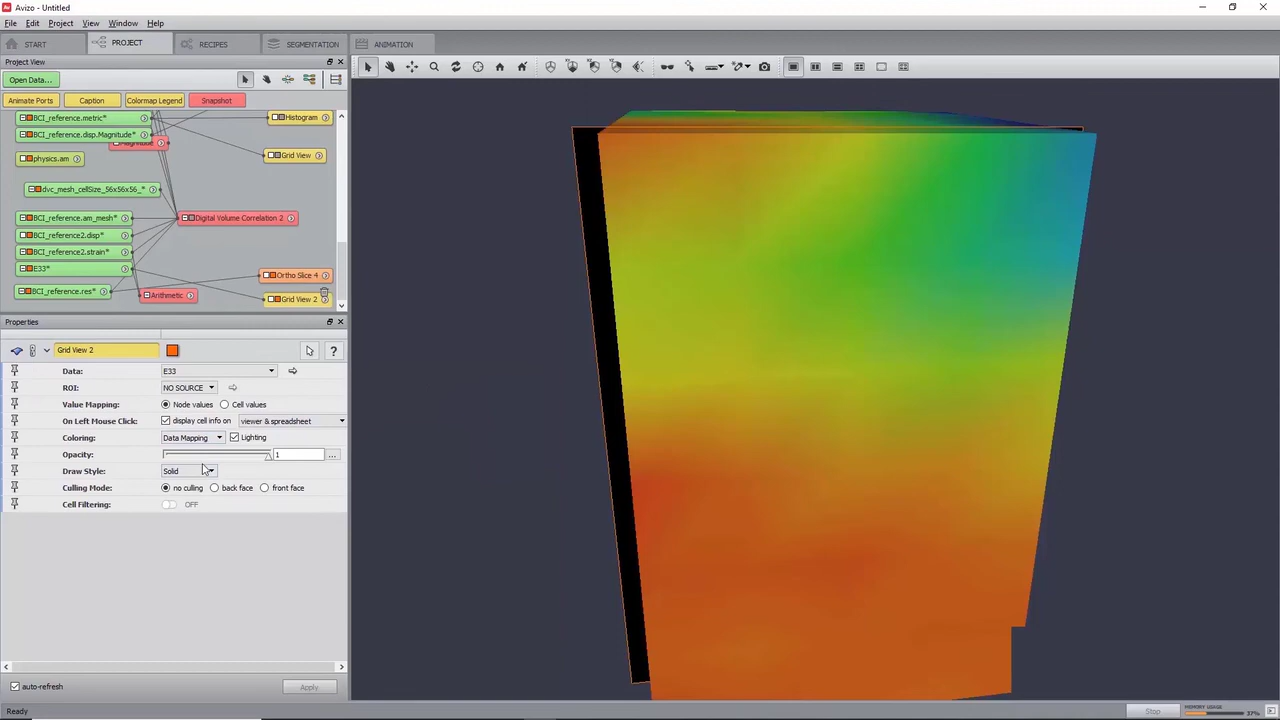 Avizo - Untitled
File Edit Project View Window Help
START PROJECT RECIPES SEGMENTATION ANIMATION
Project View
Open Data...
Animate Ports Caption Colormap Legend Snapshot
BCI_reference.metric* Histogram
BCI_reference.disp.Magnitude*
Grid View
physics.am
dvc_mesh_cellSize_56x56x56_*
BCI_reference.am_mesh* Digital Volume Correlation 2
BCI_reference2.disp*
BCI_reference2.strain*
E33*
Ortho Slice 4
BCI_reference.res* Arithmetic
Grid View 2
Properties
Grid View 2 ?
Data: E33
ROI: NO SOURCE
Value Mapping: Node values Cell values
On Left Mouse Click: display cell info on viewer & spreadsheet
Coloring: Data Mapping Lighting
Opacity: 1 ...
Draw Style: Solid
Culling Mode: no culling back face front face
Cell Filtering: OFF
auto-refresh Apply
Ready Stop MEMORY USAGE 37%